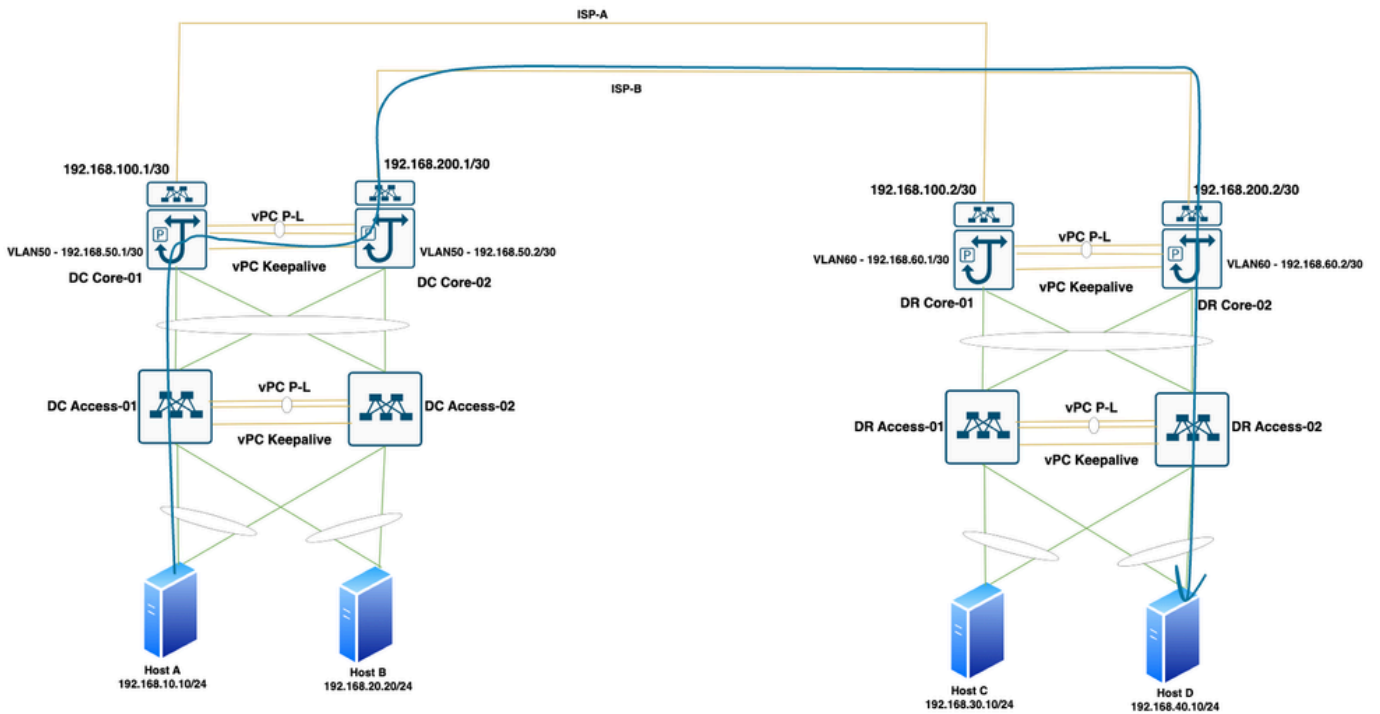 ISP-A
ISP-B
192.168.100.1/30
192.168.200.1/30
192.168.100.2/30
192.168.200.2/30
vPC P-L
P
P
VLAN50 - 192.168.50.1/30
VLAN50 - 192.168.50.2/30
vPC Keepalive
DC Core-01
DC Core-02
vPC P-L
P
P
VLAN60 - 192.168.60.1/30
VLAN60 - 192.168.60.2/30
vPC Keepalive
DR Core-01
DR Core-02
DC Access-01
vPC P-L
DC Access-02
vPC Keepalive
DR Access-01
vPC P-L
DR Access-02
vPC Keepalive
Host A
192.168.10.10/24
Host B
192.168.20.20/24
Host C
192.168.30.10/24
Host D
192.168.40.10/24